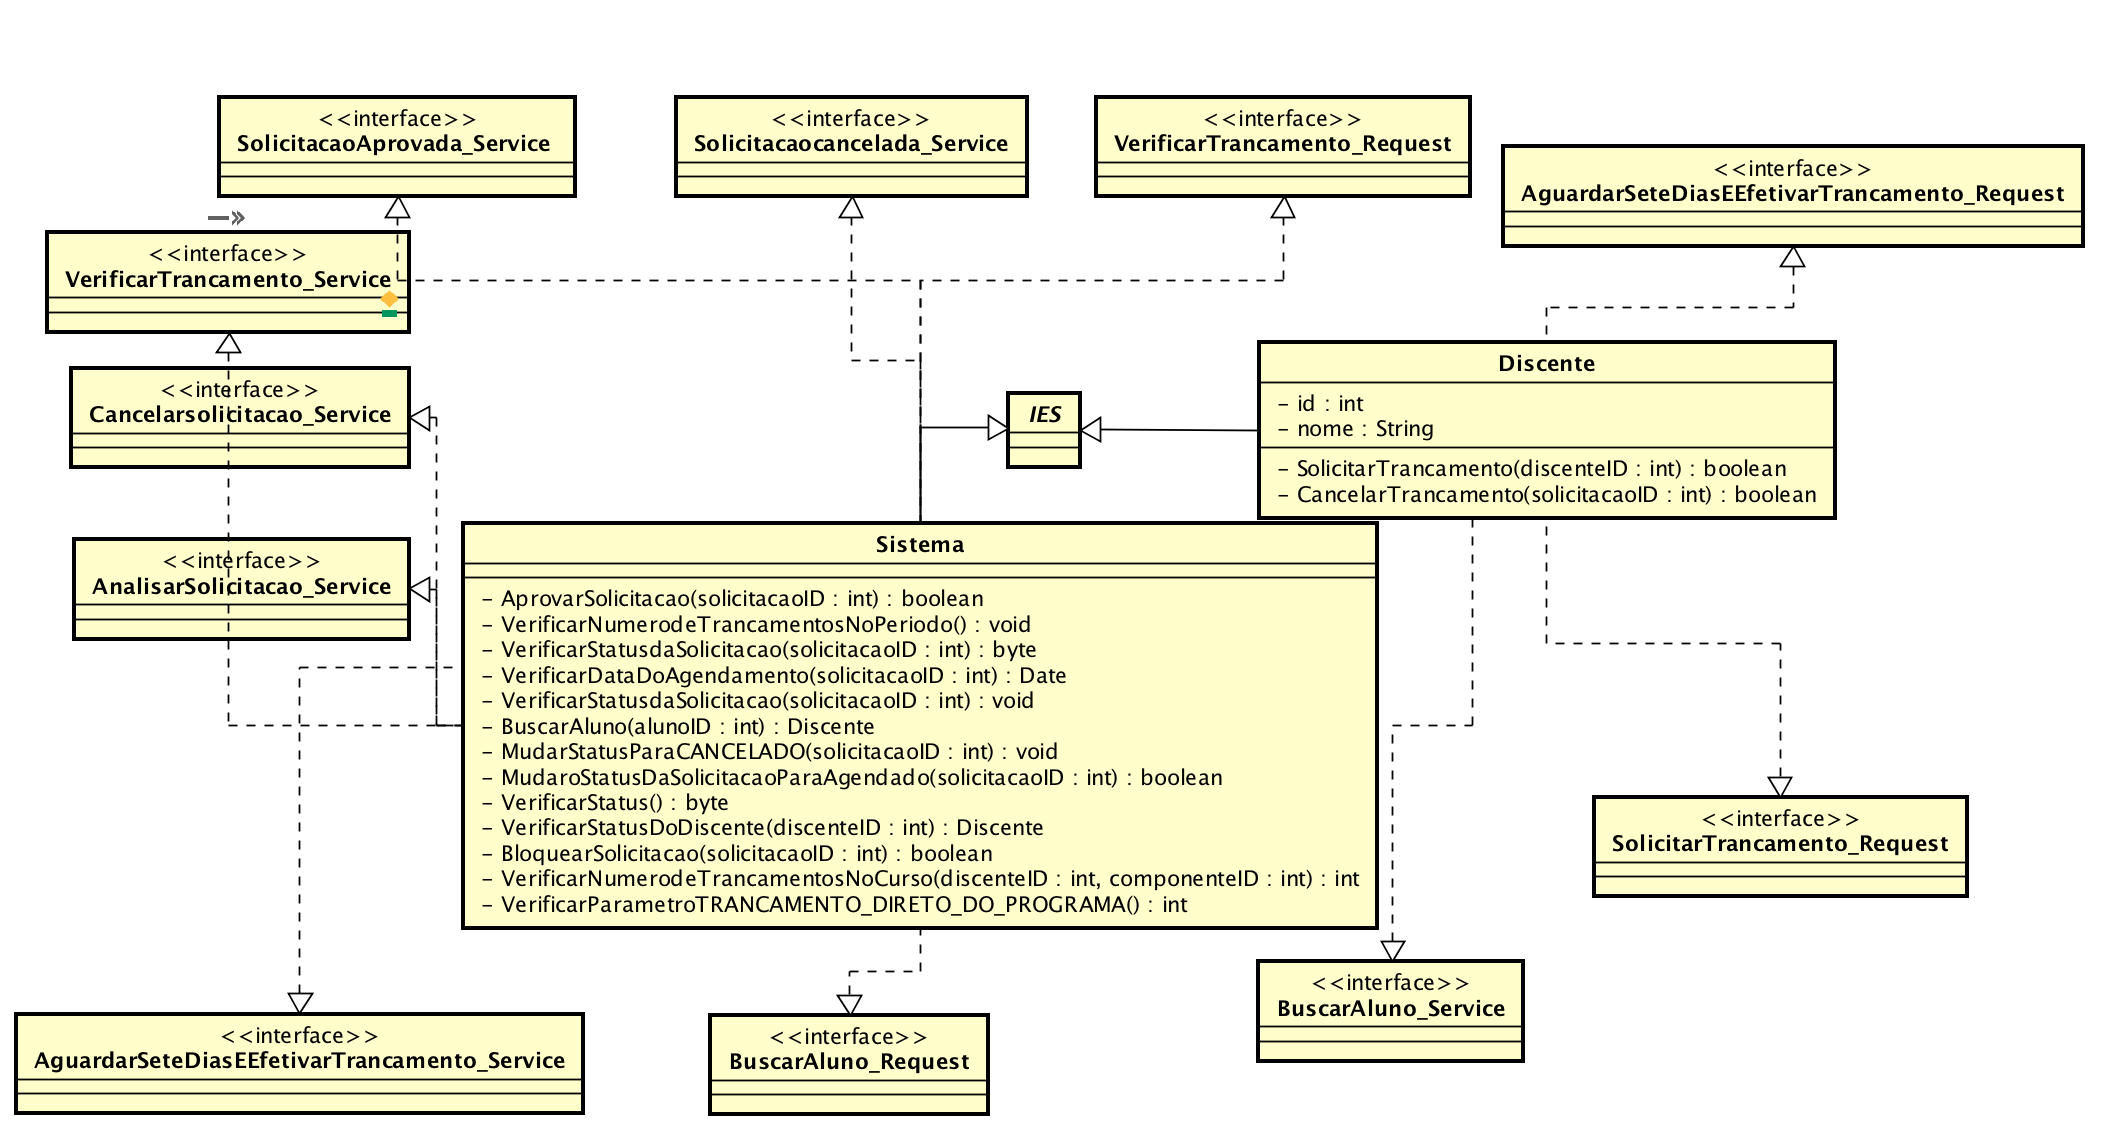 <<interface>>
SolicitacaoAprovada_Service
<<interface>>
Solicitacaocancelada_Service
<<interface>>
VerificarTrancamento_Request
<<interface>>
AguardarSeteDiasEEfetivarTrancamento_Request
<<interface>>
VerificarTrancamento_Service
<<interface>>
Cancelarsolicitacao_Service
<<interface>>
AnalisarSolicitacao_Service
IES
Discente
- id : int
- nome : String
- SolicitarTrancamento(discenteID : int) : boolean
- CancelarTrancamento(solicitacaoID : int) : boolean
Sistema
- AprovarSolicitacao(solicitacaoID : int) : boolean
- VerificarNumerodeTrancamentosNoPeriodo() : void
- VerificarStatusdaSolicitacao(solicitacaoID : int) : byte
- VerificarDataDoAgendamento(solicitacaoID : int) : Date
- VerificarStatusdaSolicitacao(solicitacaoID : int) : void
- BuscarAluno(alunoID : int) : Discente
- MudarStatusParaCANCELADO(solicitacaoID : int) : void
- MudaroStatusDaSolicitacaoParaAgendado(solicitacaoID : int) : boolean
- VerificarStatus() : byte
- VerificarStatusDoDiscente(discenteID : int) : Discente
- BloquearSolicitacao(solicitacaoID : int) : boolean
- VerificarNumerodeTrancamentosNoCurso(discenteID : int, componenteID : int) : int
- VerificarParametroTRANCAMENTO_DIRETO_DO_PROGRAMA() : int
<<interface>>
SolicitarTrancamento_Request
<<interface>>
BuscarAluno_Service
<<interface>>
AguardarSeteDiasEEfetivarTrancamento_Service
<<interface>>
BuscarAluno_Request